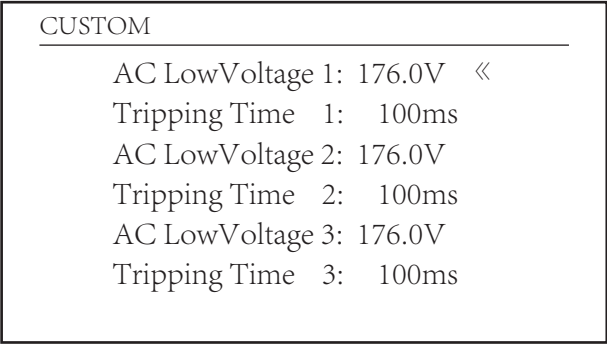 CUSTOM
AC LowVoltage 1: 176.0V «
Tripping Time 1: 100ms
AC LowVoltage 2: 176.0V
Tripping Time 2: 100ms
AC LowVoltage 3: 176.0V
Tripping Time 3: 100ms